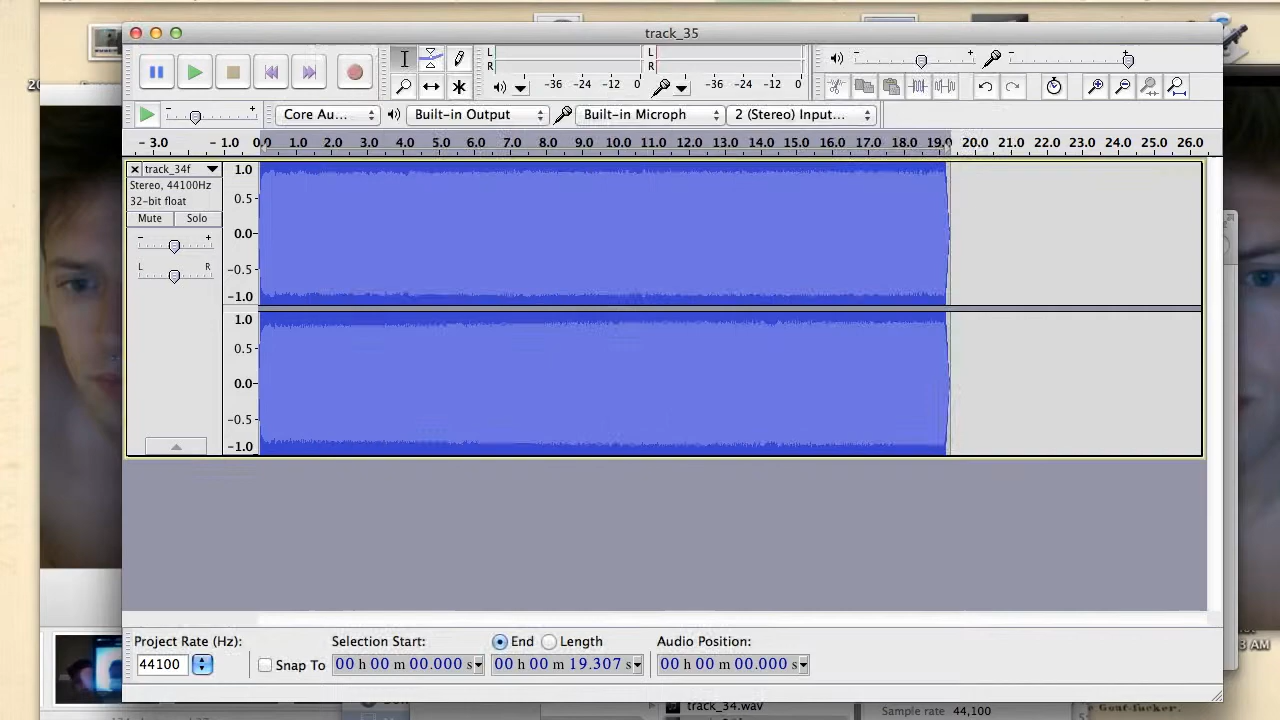 track_35
L
R
-36 -24 -12 0
L
R
-36 -24 -12 0
- +
- +
- +
Core Au...
Built-in Output
Built-in Microph
2 (Stereo) Input...
- 3.0 - 1.0 0.0 1.0 2.0 3.0 4.0 5.0 6.0 7.0 8.0 9.0 10.0 11.0 12.0 13.0 14.0 15.0 16.0 17.0 18.0 19.0 20.0 21.0 22.0 23.0 24.0 25.0 26.0
track_34f
Stereo, 44100Hz
32-bit float
Mute Solo
- +
L R
1.0
0.5-
0.0-
-0.5-
-1.0
1.0
0.5-
0.0-
-0.5-
-1.0
Project Rate (Hz):
44100
Snap To
Selection Start:
00 h 00 m 00.000 s
End Length
00 h 00 m 19.307 s
Audio Position:
00 h 00 m 00.000 s
3 AM
track_34.wav
Sample rate 44,100